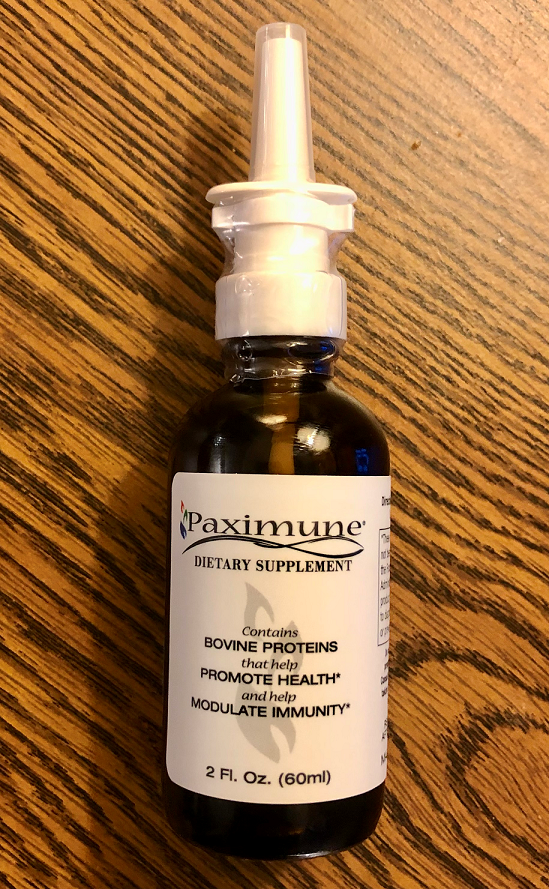 Paximune®
DIETARY SUPPLEMENT
Contains
BOVINE PROTEINS
that help
PROMOTE HEALTH*
and help
MODULATE IMMUNITY*
2 Fl. Oz. (60ml)